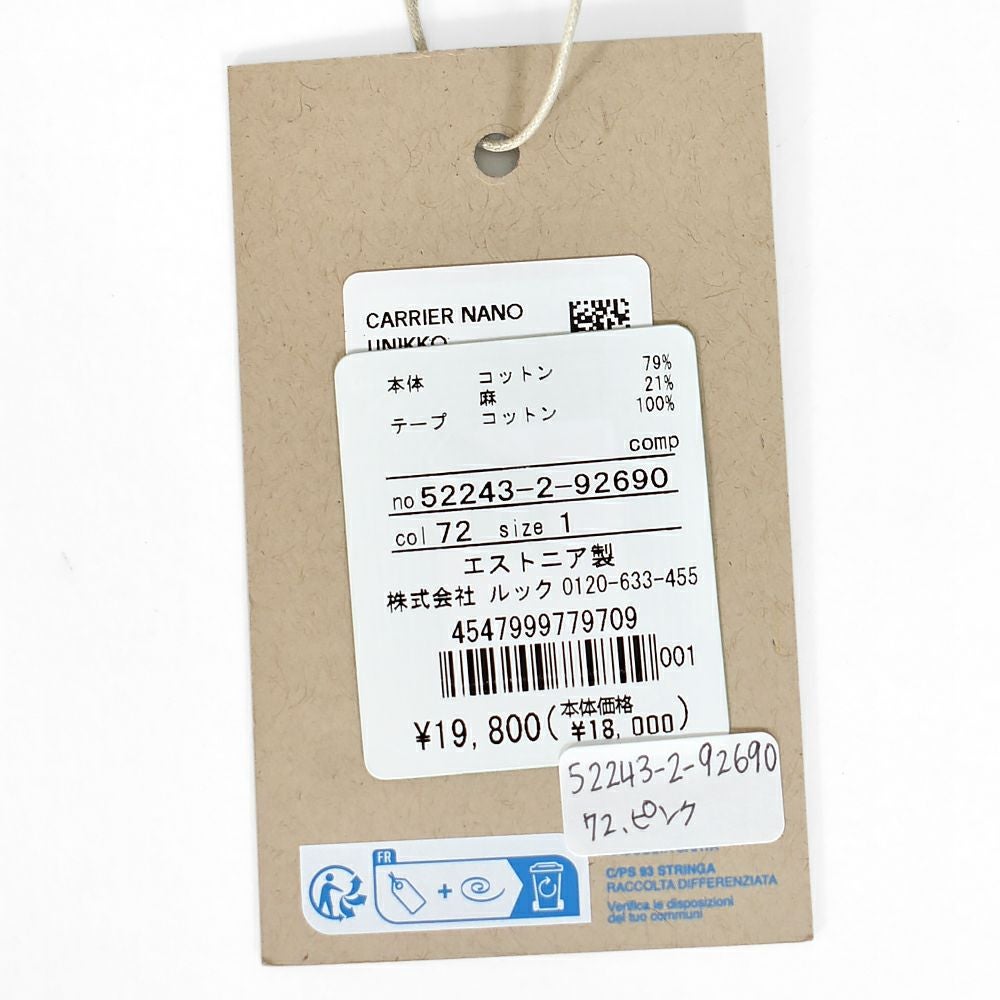 CARRIER NANO
UNIKKO
本体 コットン 79%
麻 21%
テープ コットン 100%
comp
no 52243-2-92690
col 72 size 1
エストニア製
株式会社 ルック 0120-633-455
4547999779709
001
¥19,800(本体価格 ¥18,000)
52243-2-92690
72.ピンク
FR
C/PS 93 STRINGA
RACCOLTA DIFFERENZIATA
Verifica le disposizioni
del tuo communi